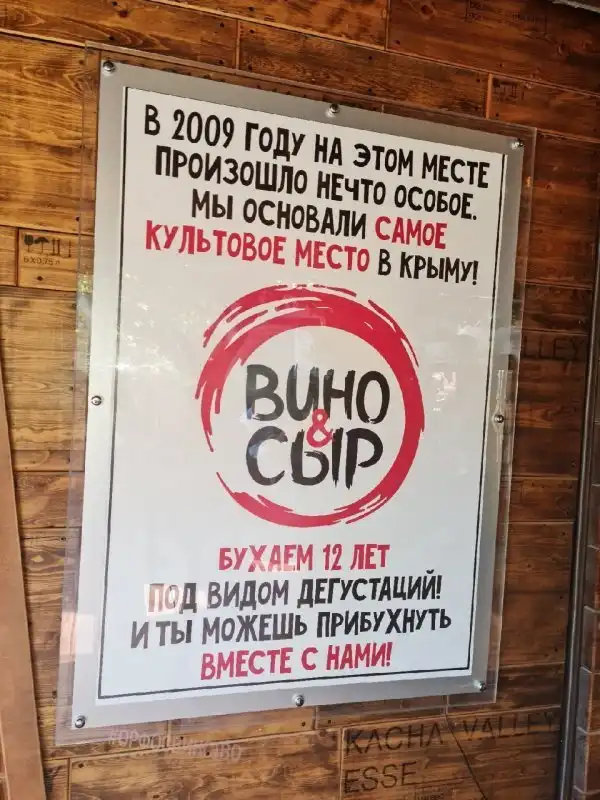 В 2009 ГОДУ НА ЭТОМ МЕСТЕ
ПРОИЗОШЛО НЕЧТО ОСОБОЕ.
МЫ ОСНОВАЛИ САМОЕ
КУЛЬТОВОЕ МЕСТО В КРЫМУ!
ВИНО
&
СЫР
БУХАЕМ 12 ЛЕТ
ПОД ВИДОМ ДЕГУСТАЦИЙ!
И ТЫ МОЖЕШЬ ПРИБУХНУТЬ
ВМЕСТЕ С НАМИ!
KACHA VALLEY
ESSE